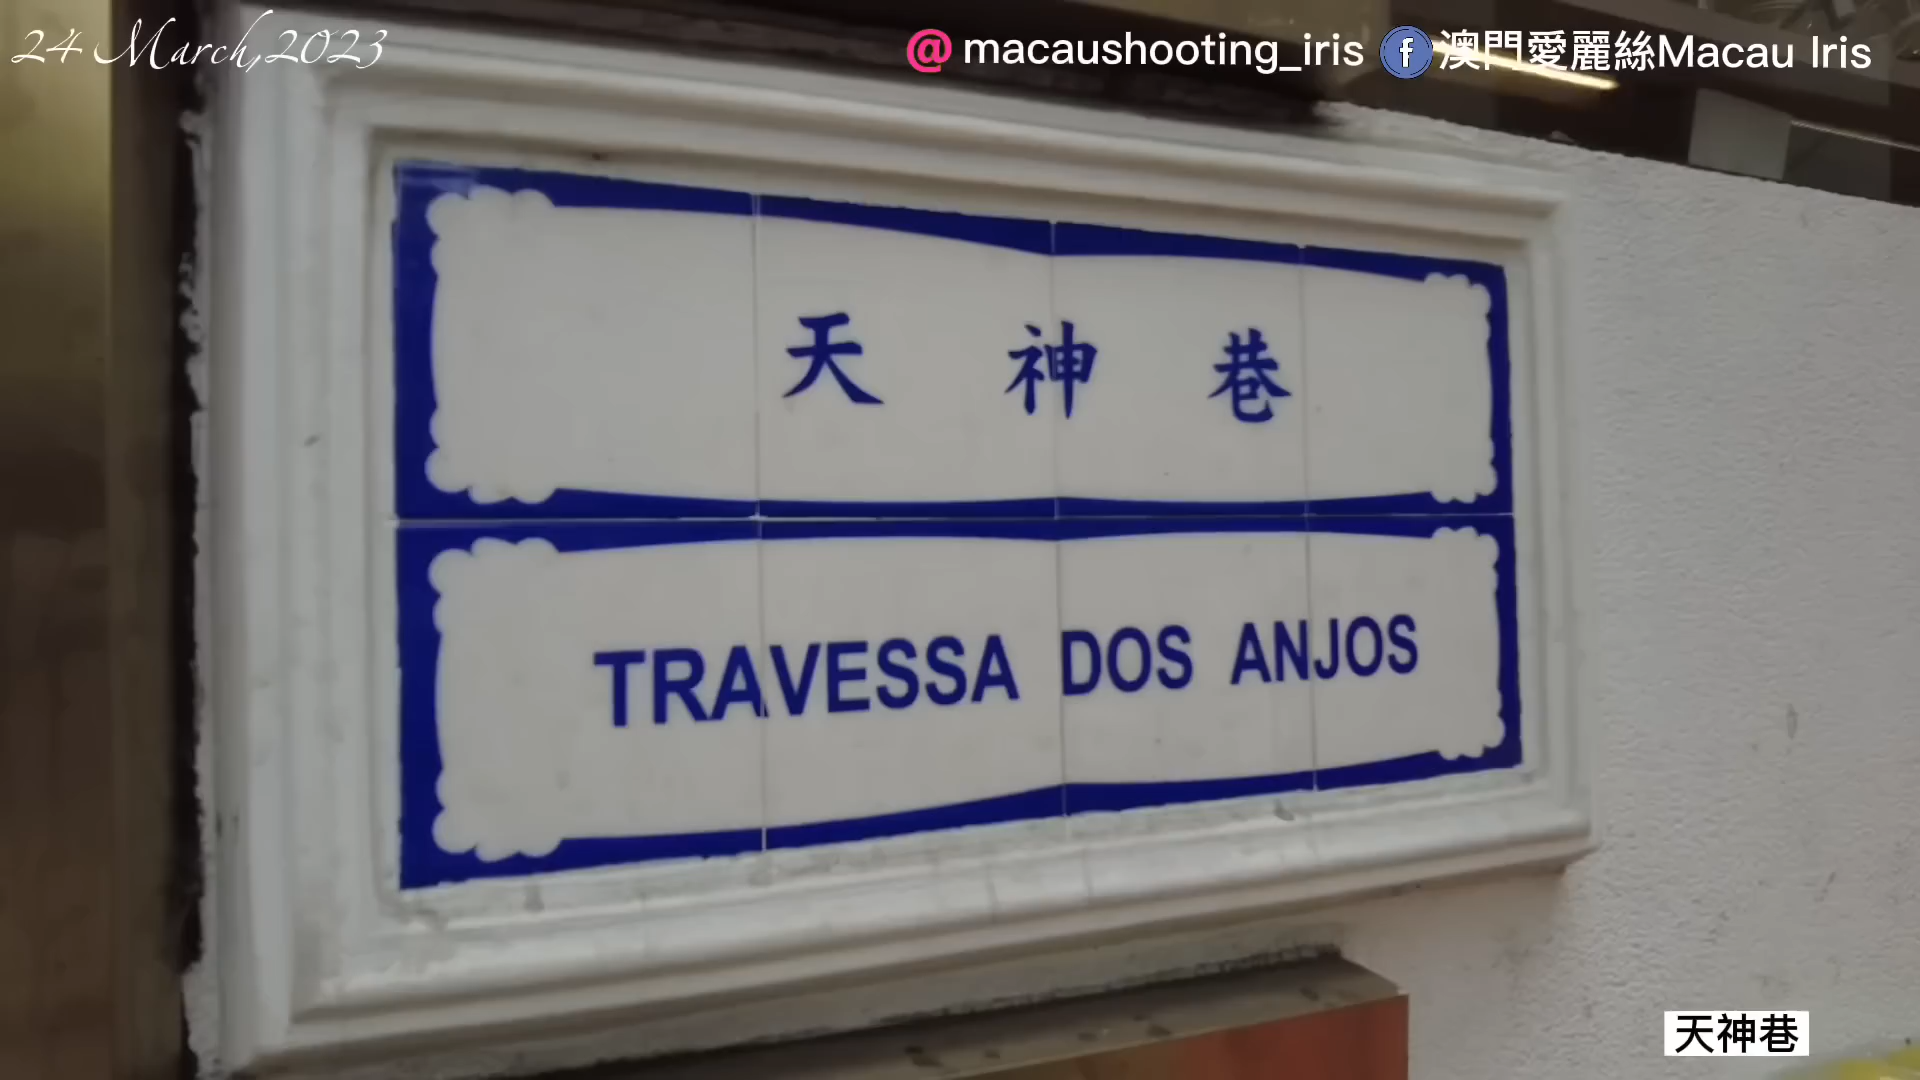 24 March,2023
@ macaushooting_iris f 澳門愛麗絲Macau Iris
天神巷
TRAVESSA DOS ANJOS
天神巷